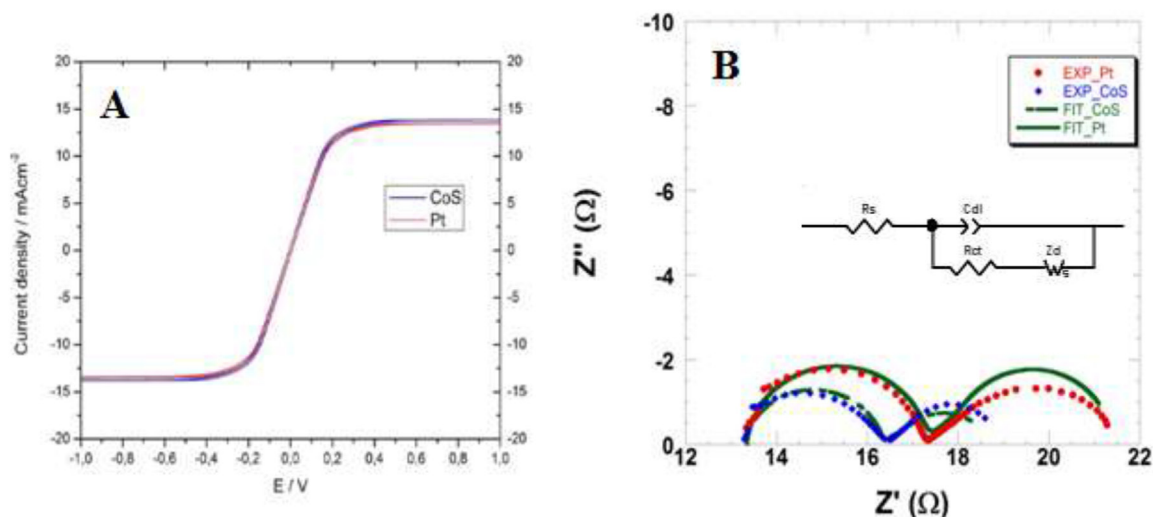 A
Current density / mAcm⁻²
20
15
10
5
0
-5
-10
-15
-20
20
15
10
5
0
-5
-10
-15
-20
-1,0 -0,8 -0,6 -0,4 -0,2 0,0 0,2 0,4 0,6 0,8 1,0
E / V
CoS
Pt
B
Z'' (Ω)
-10
-8
-6
-4
-2
0
EXP_Pt
EXP_CoS
FIT_CoS
FIT_Pt
Rs
Cdl
Rct
Zd
s
12 14 16 18 20 22
Z' (Ω)